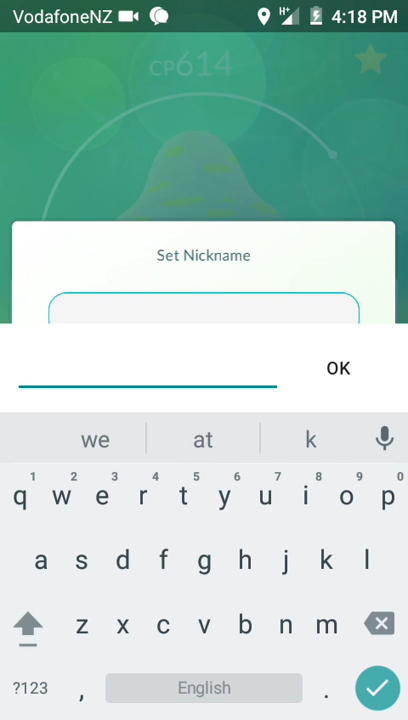 VodafoneNZ H+ 4:18 PM
CP614
Set Nickname
OK
we at k
1 2 3 4 5 6 7 8 9 0
q w e r t y u i o p
a s d f g h j k l
z x c v b n m
?123 , English .